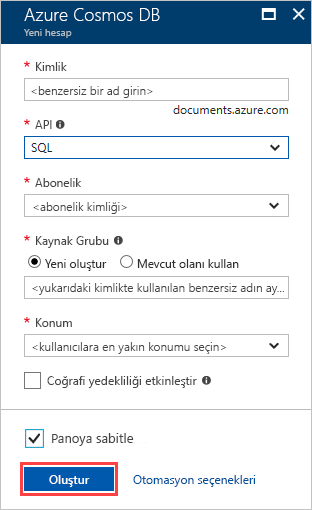 Azure Cosmos DB
Yeni hesap
* Kimlik
<benzersiz bir ad girin>
documents.azure.com
* API
SQL
* Abonelik
<abonelik kimliği>
* Kaynak Grubu
Yeni oluştur Mevcut olanı kullan
<yukarıdaki kimlikte kullanılan benzersiz adın ay...
* Konum
<kullanıcılara en yakın konumu seçin>
Coğrafi yedekliliği etkinleştir
Panoya sabitle
Oluştur Otomasyon seçenekleri